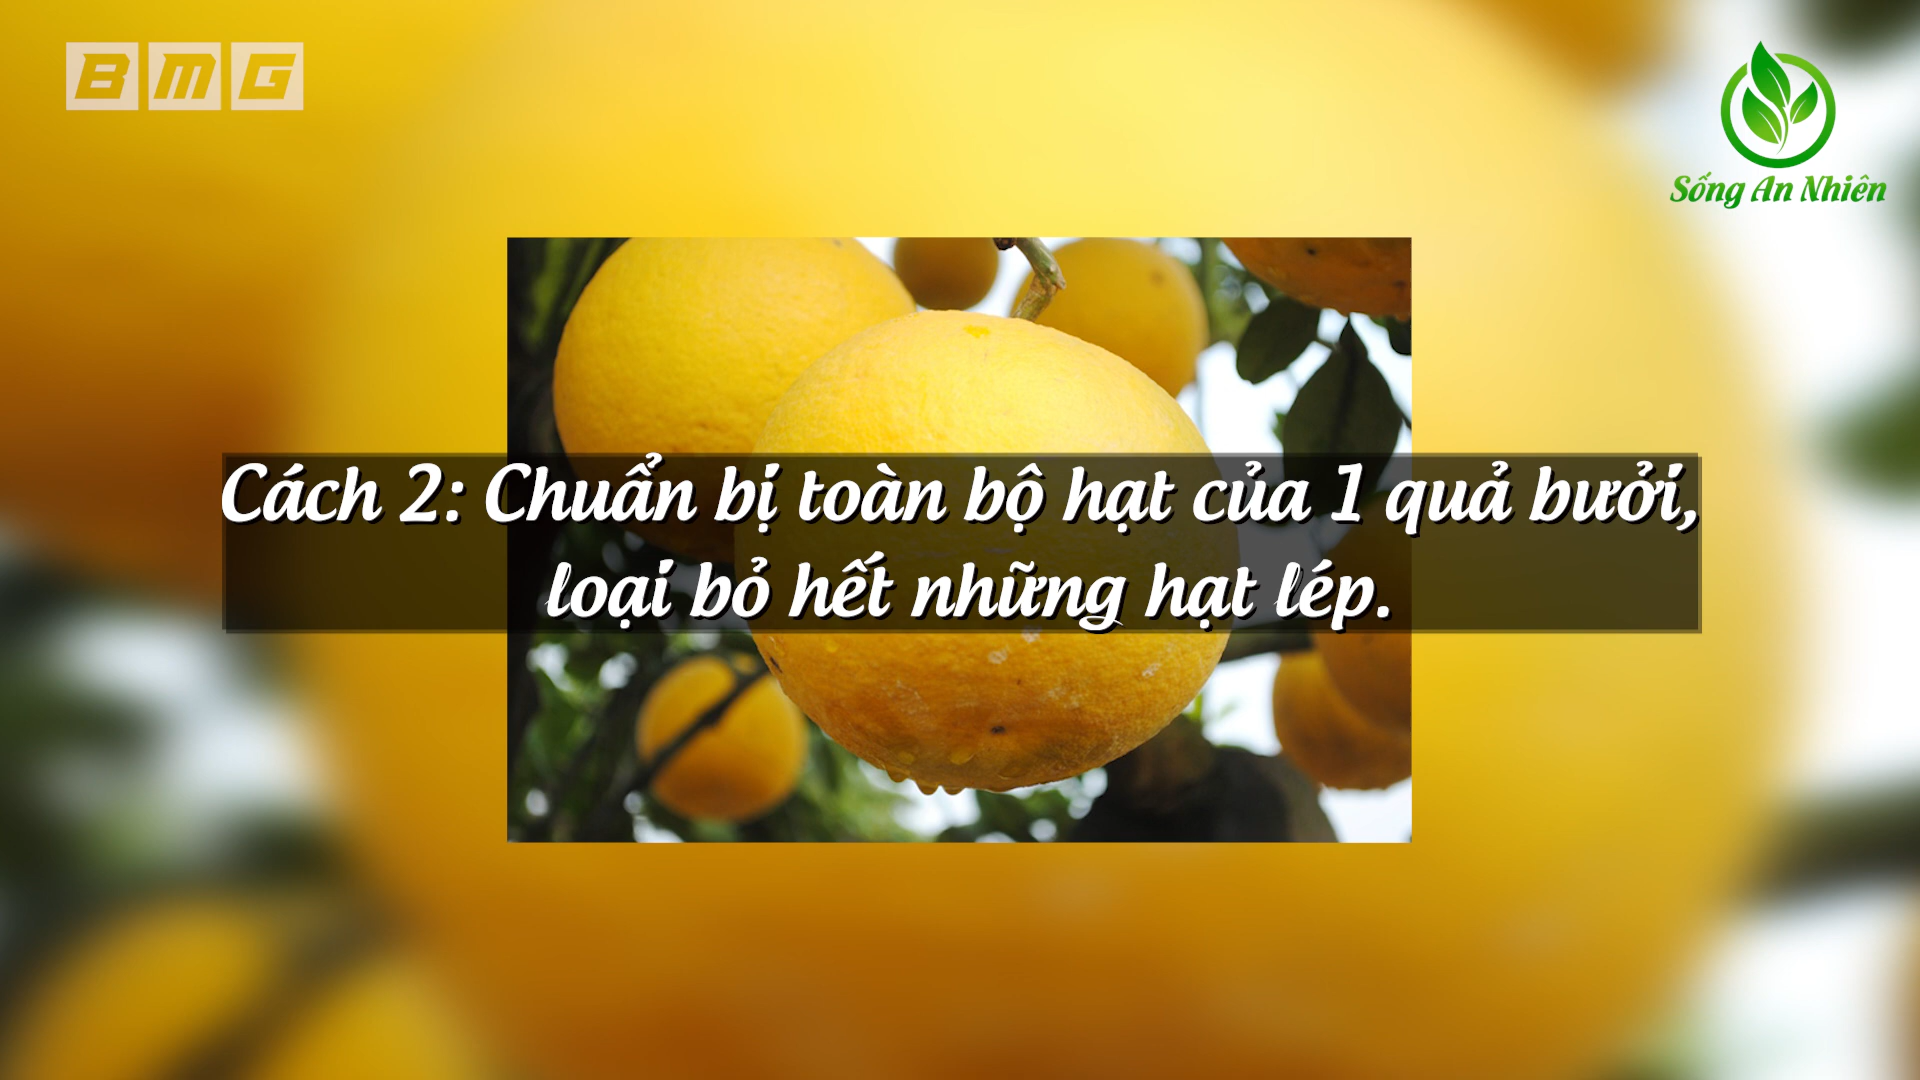 BMG
Sống An Nhiên
Cách 2: Chuẩn bị toàn bộ hạt của 1 quả bưởi,
loại bỏ hết những hạt lép.